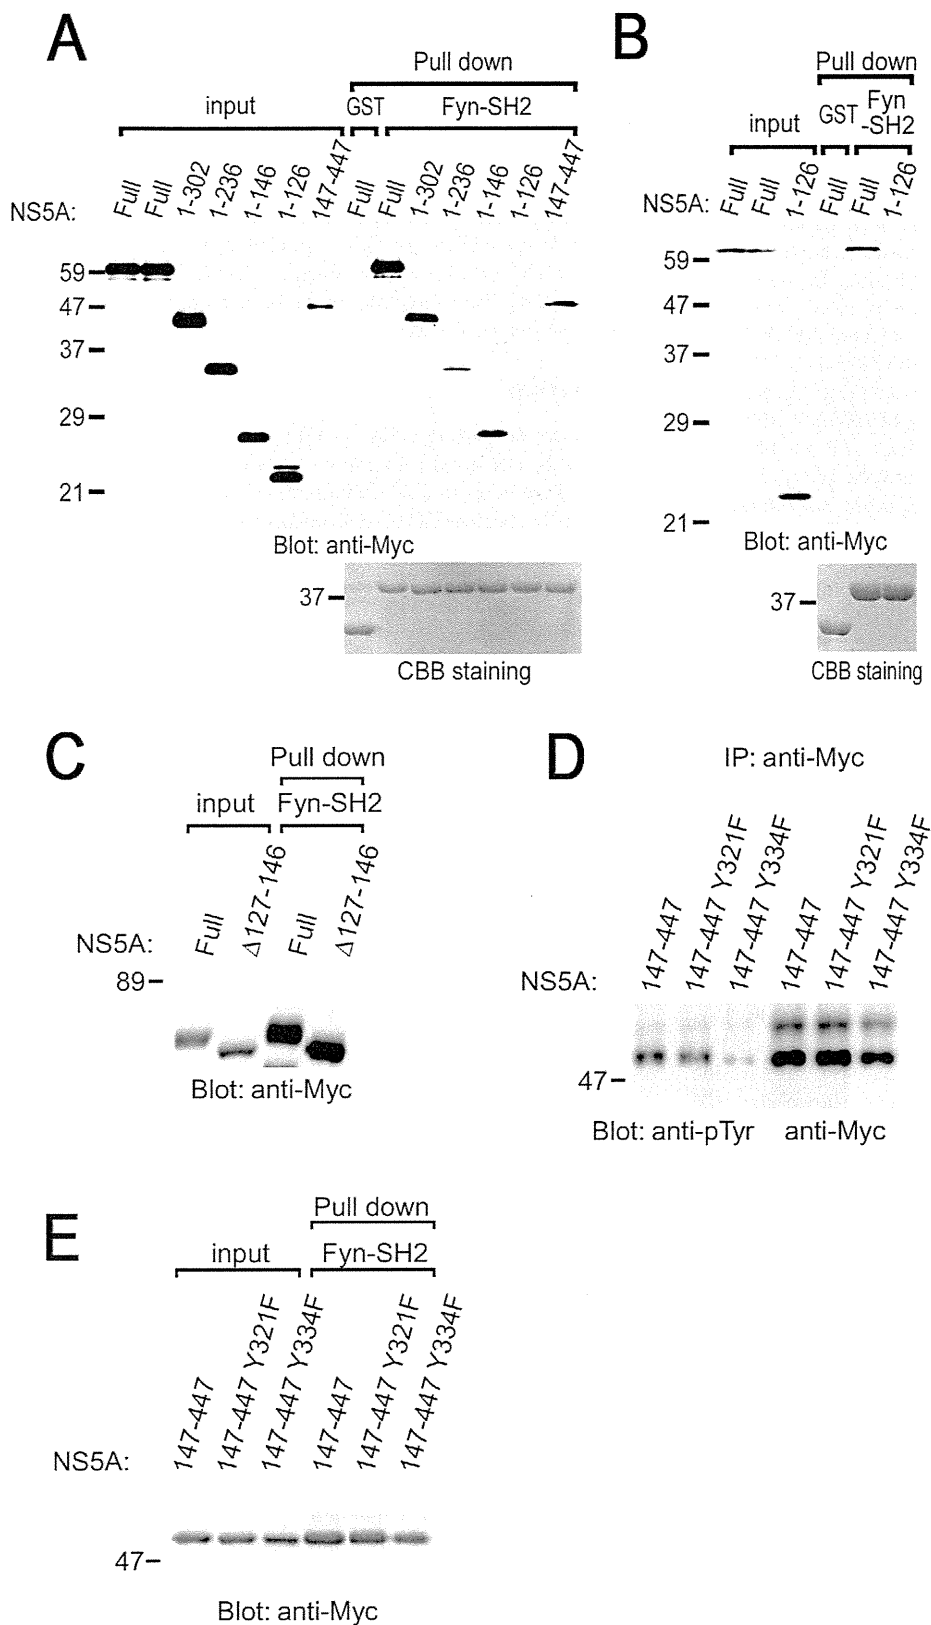 A
Pull down
input
GST
Fyn-SH2
NS5A:
Full
Full
1-302
1-236
1-146
1-126
147-447
Full
Full
1-302
1-236
1-146
1-126
147-447
59
47
37
29
21
Blot: anti-Myc
37
CBB staining
B
Pull down
input
GST
Fyn
-SH2
NS5A:
Full
Full
1-126
Full
Full
1-126
59
47
37
29
21
Blot: anti-Myc
37
CBB staining
C
Pull down
input
Fyn-SH2
NS5A:
Full
Δ127-146
Full
Δ127-146
89
Blot: anti-Myc
D
IP: anti-Myc
NS5A:
147-447
147-447 Y321F
147-447 Y334F
147-447
147-447 Y321F
147-447 Y334F
47
Blot: anti-pTyr
anti-Myc
E
Pull down
input
Fyn-SH2
NS5A:
147-447
147-447 Y321F
147-447 Y334F
147-447
147-447 Y321F
147-447 Y334F
47
Blot: anti-Myc